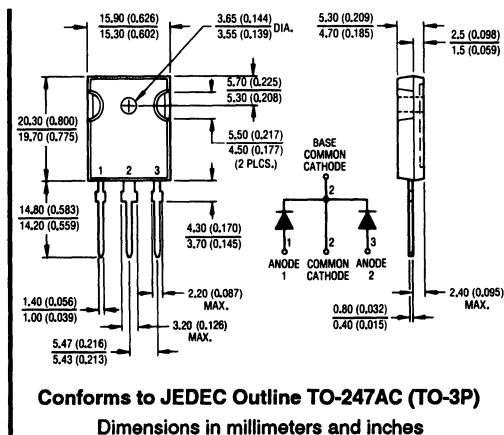 15.90 (0.626)
15.30 (0.602)
3.65 (0.144)
3.55 (0.139) DIA.
5.30 (0.209)
4.70 (0.185)
2.5 (0.098)
1.5 (0.059)
5.70 (0.225)
5.30 (0.208)
20.30 (0.800)
19.70 (0.775)
5.50 (0.217)
4.50 (0.177)
(2 PLCS.)
BASE
COMMON
CATHODE
2
1 2 3
14.80 (0.583)
14.20 (0.559)
4.30 (0.170)
3.70 (0.145)
1 2 3
ANODE
1
COMMON
CATHODE
ANODE
2
1.40 (0.056)
1.00 (0.039)
2.20 (0.087)
MAX.
3.20 (0.126)
MAX.
5.47 (0.216)
5.43 (0.213)
0.80 (0.032)
0.40 (0.015)
2.40 (0.095)
MAX.
Conforms to JEDEC Outline TO-247AC (TO-3P)
Dimensions in millimeters and inches